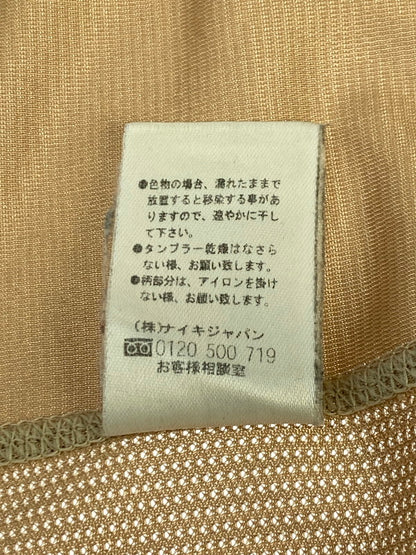 ●色物の場合、濡れたままで
放置すると移染する事があ
りますので、速やかに干し
て下さい。
●タンブラー乾燥はなさら
ない様、お願い致します。
●柄部分は、アイロンを掛け
ない様、お願い致します。
(株)ナイキジャパン
0120 500 719
お客様相談室